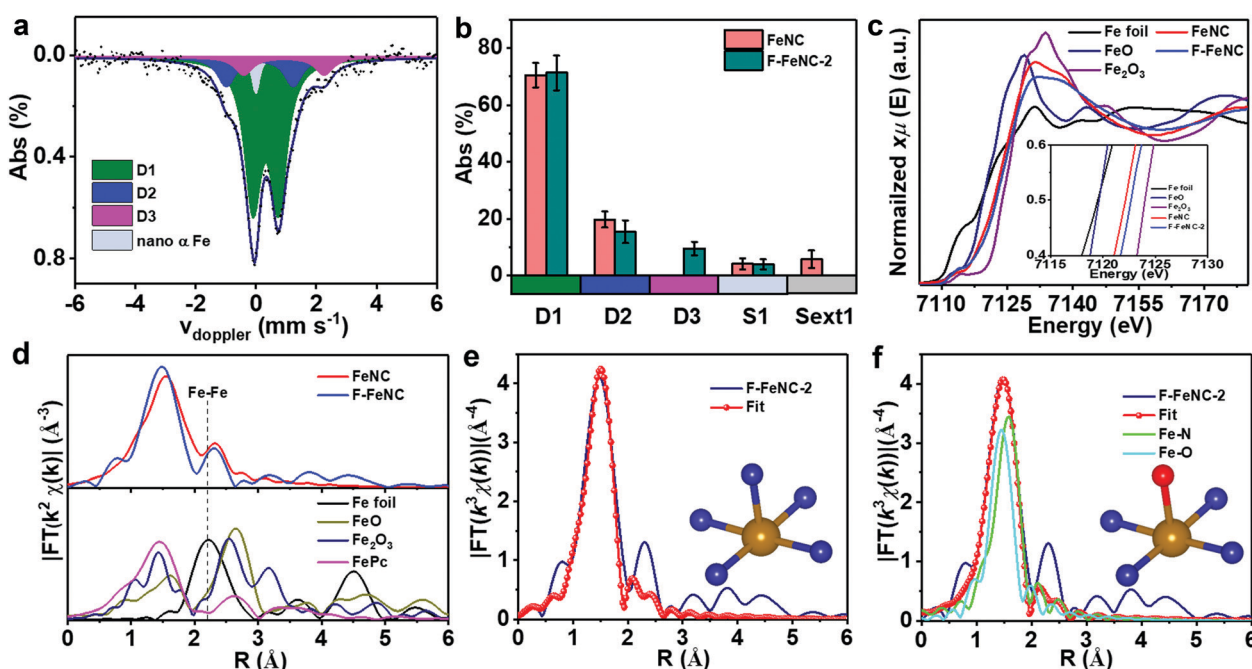 a
0.0
0.4
0.8
Abs (%)
D1
D2
D3
nano α Fe
-6 -4 -2 0 2 4 6
vdoppler (mm s⁻¹)
b
80
60
40
20
0
Abs (%)
FeNC
F-FeNC-2
D1 D2 D3 S1 Sext1
c
Normailzed xμ (E) (a.u.)
Fe foil FeNC
FeO F-FeNC
Fe₂O₃
0.6
0.5
0.4
Fe foil
FeO
Fe₂O₃
FeNC
F-FeNC-2
7115 7120 7125 7130
Energy (eV)
7110 7125 7140 7155 7170
Energy (eV)
d
|FT(k² χ(k)| (Å⁻³)
FeNC
F-FeNC
Fe-Fe
Fe foil
FeO
Fe₂O₃
FePc
0 1 2 3 4 5 6
R (Å)
e
|FT(k³χ(k))|(Å⁻⁴)
4
3
2
1
0
F-FeNC-2
Fit
0 1 2 3 4 5 6
R (Å)
f
|FT(k³χ(k))|(Å⁻⁴)
4
3
2
1
0
F-FeNC-2
Fit
Fe-N
Fe-O
0 1 2 3 4 5 6
R (Å)